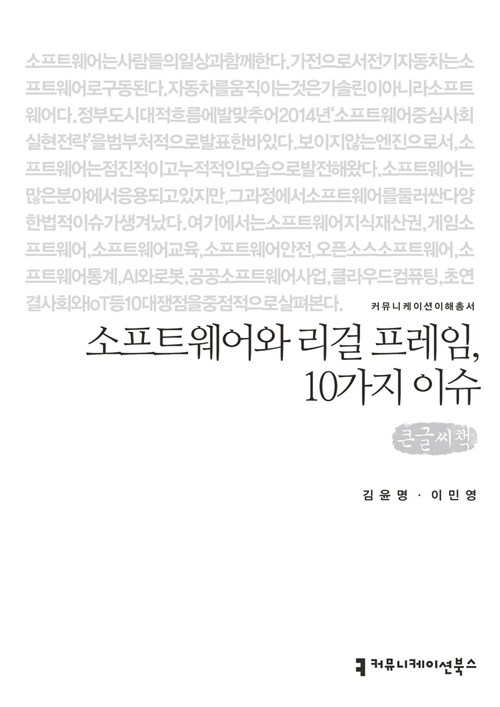 소프트웨어는사람들의일상과함께한다.가전으로서전기자동차는소
프트웨어로구동된다.자동차를움직이는것은가솔린이아니라소프트
웨어다.정부도시대적흐름에발맞추어2014년‘소프트웨어중심사회
실현전략’을범부처적으로발표한바있다.보이지않는엔진으로서,소
프트웨어는점진적이고누적적인모습으로발전해왔다.소프트웨어는
많은분야에서응용되고있지만,그과정에서소프트웨어를둘러싼다양
한법적이슈가생겨났다.여기에서는소프트웨어지식재산권,게임소
프트웨어,소프트웨어교육,소프트웨어안전,오픈소스소프트웨어,소
프트웨어통계,AI와로봇,공공소프트웨어사업,클라우드컴퓨팅,초연
결사회와IoT등10대쟁점을중점적으로살펴본다.
커뮤니케이션이해총서
소프트웨어와 리걸 프레임,
10가지 이슈
큰글씨책
김윤명 · 이민영
커뮤니케이션북스